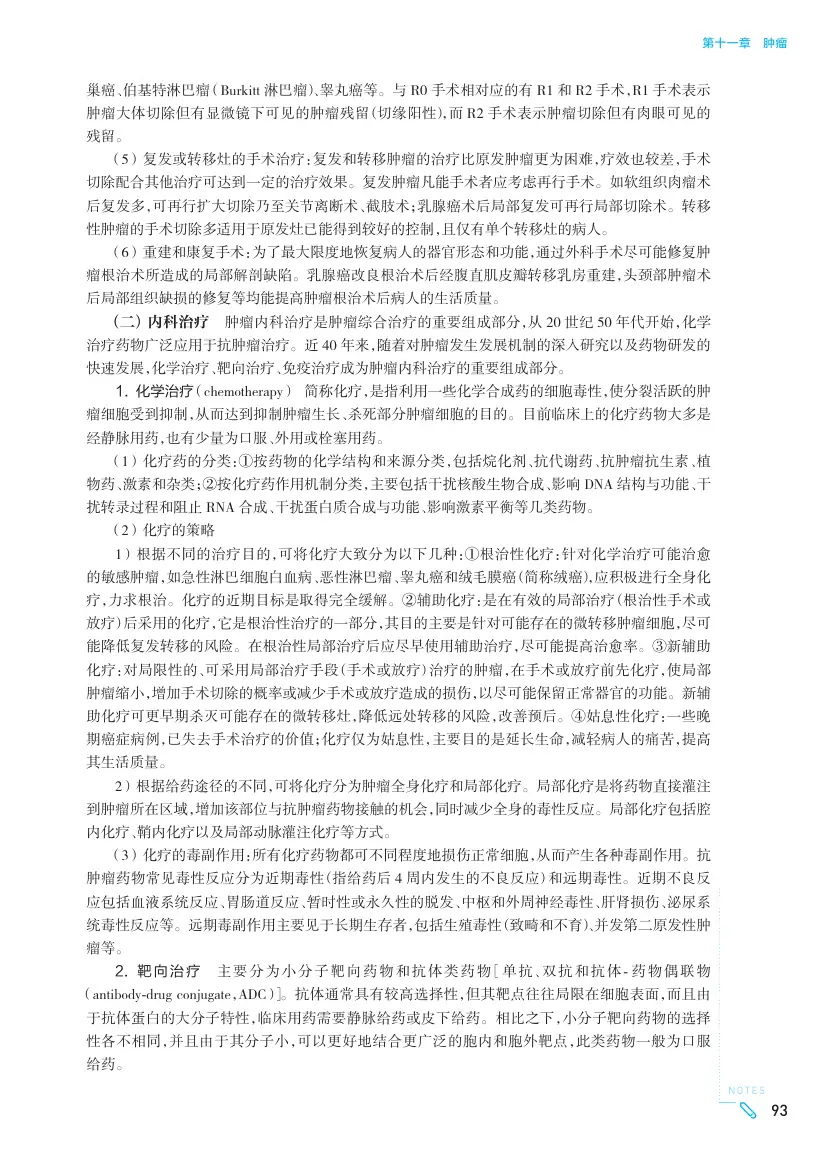 第十一章 肿瘤
巢癌、伯基特淋巴瘤（Burkitt 淋巴瘤）、睾丸癌等。与 R0 手术相对应的有 R1 和 R2 手术，R1 手术表示
肿瘤大体切除但有显微镜下可见的肿瘤残留（切缘阳性），而 R2 手术表示肿瘤切除但有肉眼可见的
残留。
（5）复发或转移灶的手术治疗：复发和转移肿瘤的治疗比原发肿瘤更为困难，疗效也较差，手术
切除配合其他治疗可达到一定的治疗效果。复发肿瘤凡能手术者应考虑再行手术。如软组织肉瘤术
后复发多，可再行扩大切除乃至关节离断术、截肢术；乳腺癌术后局部复发可再行局部切除术。转移
性肿瘤的手术切除多适用于原发灶已能得到较好的控制，且仅有单个转移灶的病人。
（6）重建和康复手术：为了最大限度地恢复病人的器官形态和功能，通过外科手术尽可能修复肿
瘤根治术所造成的局部解剖缺陷。乳腺癌改良根治术后经腹直肌皮瓣转移乳房重建，头颈部肿瘤术
后局部组织缺损的修复等均能提高肿瘤根治术后病人的生活质量。
（二）内科治疗 肿瘤内科治疗是肿瘤综合治疗的重要组成部分，从 20 世纪 50 年代开始，化学
治疗药物广泛应用于抗肿瘤治疗。近 40 年来，随着对肿瘤发生发展机制的深入研究以及药物研发的
快速发展，化学治疗、靶向治疗、免疫治疗成为肿瘤内科治疗的重要组成部分。
1. 化学治疗（chemotherapy） 简称化疗，是指利用一些化学合成药的细胞毒性，使分裂活跃的肿
瘤细胞受到抑制，从而达到抑制肿瘤生长、杀死部分肿瘤细胞的目的。目前临床上的化疗药物大多是
经静脉用药，也有少量为口服、外用或栓塞用药。
（1）化疗药的分类：①按药物的化学结构和来源分类，包括烷化剂、抗代谢药、抗肿瘤抗生素、植
物药、激素和杂类；②按化疗药作用机制分类，主要包括干扰核酸生物合成、影响 DNA 结构与功能、干
扰转录过程和阻止 RNA 合成、干扰蛋白质合成与功能、影响激素平衡等几类药物。
（2）化疗的策略
1）根据不同的治疗目的，可将化疗大致分为以下几种：①根治性化疗：针对化学治疗可能治愈
的敏感肿瘤，如急性淋巴细胞白血病、恶性淋巴瘤、睾丸癌和绒毛膜癌（简称绒癌），应积极进行全身化
疗，力求根治。化疗的近期目标是取得完全缓解。②辅助化疗：是在有效的局部治疗（根治性手术或
放疗）后采用的化疗，它是根治性治疗的一部分，其目的主要是针对可能存在的微转移肿瘤细胞，尽可
能降低复发转移的风险。在根治性局部治疗后应尽早使用辅助治疗，尽可能提高治愈率。③新辅助
化疗：对局限性的、可采用局部治疗手段（手术或放疗）治疗的肿瘤，在手术或放疗前先化疗，使局部
肿瘤缩小，增加手术切除的概率或减少手术或放疗造成的损伤，以尽可能保留正常器官的功能。新辅
助化疗可更早期杀灭可能存在的微转移灶，降低远处转移的风险，改善预后。④姑息性化疗：一些晚
期癌症病例，已失去手术治疗的价值；化疗仅为姑息性，主要目的是延长生命，减轻病人的痛苦，提高
其生活质量。
2）根据给药途径的不同，可将化疗分为肿瘤全身化疗和局部化疗。局部化疗是将药物直接灌注
到肿瘤所在区域，增加该部位与抗肿瘤药物接触的机会，同时减少全身的毒性反应。局部化疗包括腔
内化疗、鞘内化疗以及局部动脉灌注化疗等方式。
（3）化疗的毒副作用：所有化疗药物都可不同程度地损伤正常细胞，从而产生各种毒副作用。抗
肿瘤药物常见毒性反应分为近期毒性（指给药后 4 周内发生的不良反应）和远期毒性。近期不良反
应包括血液系统反应、胃肠道反应、暂时性或永久性的脱发、中枢和外周神经毒性、肝肾损伤、泌尿系
统毒性反应等。远期毒副作用主要见于长期生存者，包括生殖毒性（致畸和不育）、并发第二原发性肿
瘤等。
2. 靶向治疗 主要分为小分子靶向药物和抗体类药物［单抗、双抗和抗体-药物偶联物
（antibody-drug conjugate，ADC）］。抗体通常具有较高选择性，但其靶点往往局限在细胞表面，而且由
于抗体蛋白的大分子特性，临床用药需要静脉给药或皮下给药。相比之下，小分子靶向药物的选择
性各不相同，并且由于其分子小，可以更好地结合更广泛的胞内和胞外靶点，此类药物一般为口服
给药。
NOTES
93